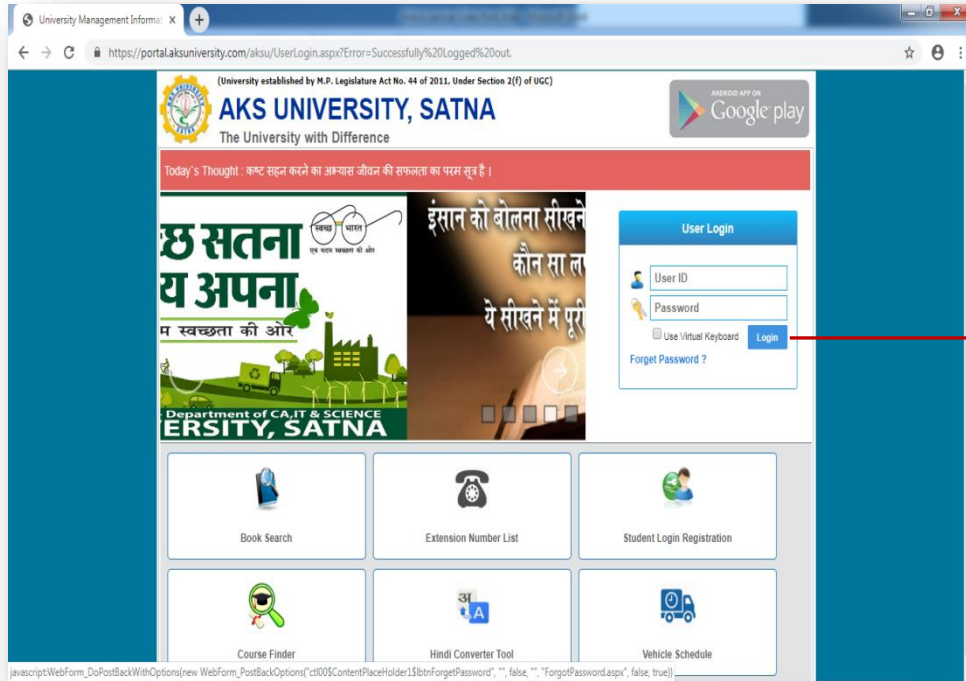 University Management Informat
https://portal.aksuniversity.com/aksu/UserLogin.aspx?Error=Successfully%20Logged%20out.
(University established by M.P. Legislature Act No. 44 of 2011, Under Section 2(f) of UGC)
AKS UNIVERSITY, SATNA
The University with Difference
ANDROID APP ON
Google play
Today's Thought : कष्ट सहन करने का अभ्यास जीवन की सफलता का परम सूत्र है ।
छ सतना
स्वच्छ भारत
एक कदम स्वच्छता की ओर
य अपना
म स्वच्छता की ओर
Department of CA,IT & SCIENCE
ERSITY, SATNA
इंसान को बोलना सीखने
कौन सा ल
ये सीखने में पूरी
User Login
User ID
Password
Use Virtual Keyboard
Login
Forget Password ?
Book Search
Extension Number List
Student Login Registration
Course Finder
Hindi Converter Tool
Vehicle Schedule
अ
A
javascript:WebForm_DoPostBackWithOptions(new WebForm_PostBackOptions("ctl00$ContentPlaceHolder1$lbtnForgetPassword", "", false, "", "ForgotPassword.aspx", false, true))